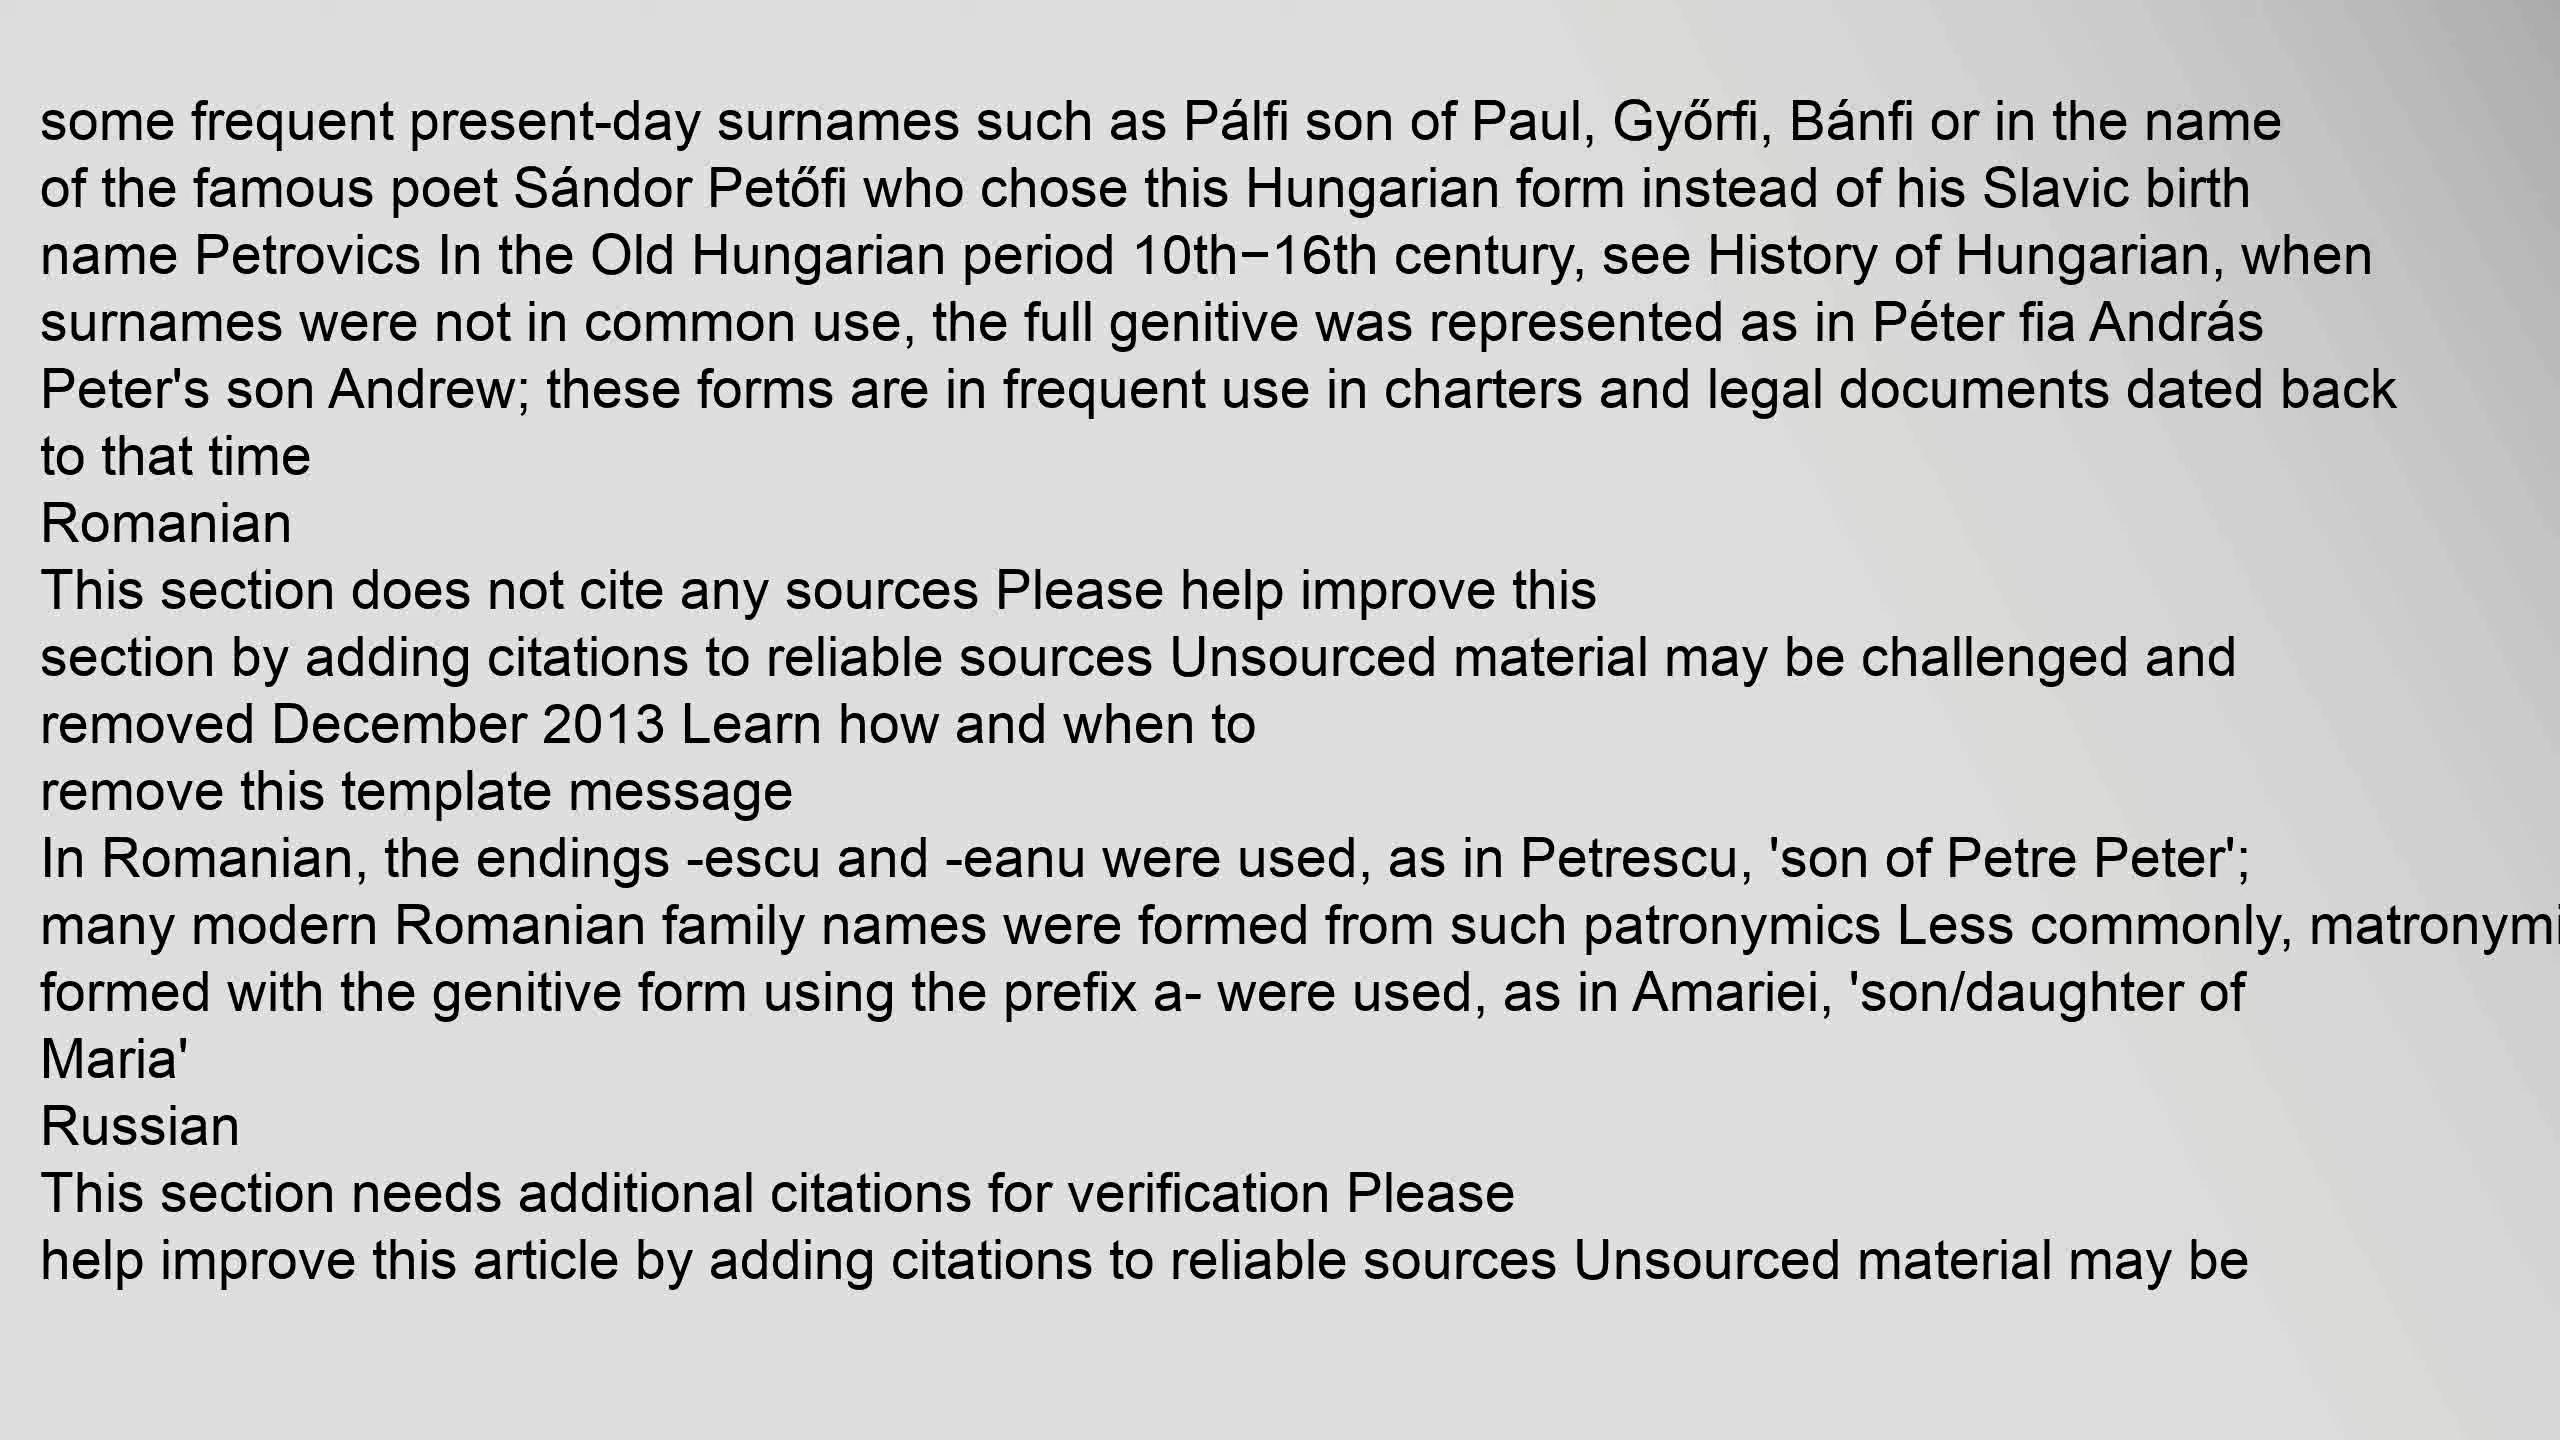 some frequent present-day surnames such as Pálfi son of Paul, Győrfi, Bánfi or in the name
of the famous poet Sándor Petőfi who chose this Hungarian form instead of his Slavic birth
name Petrovics In the Old Hungarian period 10th−16th century, see History of Hungarian, when
surnames were not in common use, the full genitive was represented as in Péter fia András
Peter's son Andrew; these forms are in frequent use in charters and legal documents dated back
to that time
Romanian
This section does not cite any sources Please help improve this
section by adding citations to reliable sources Unsourced material may be challenged and
removed December 2013 Learn how and when to
remove this template message
In Romanian, the endings -escu and -eanu were used, as in Petrescu, 'son of Petre Peter';
many modern Romanian family names were formed from such patronymics Less commonly, matronymi
formed with the genitive form using the prefix a- were used, as in Amariei, 'son/daughter of
Maria'
Russian
This section needs additional citations for verification Please
help improve this article by adding citations to reliable sources Unsourced material may be